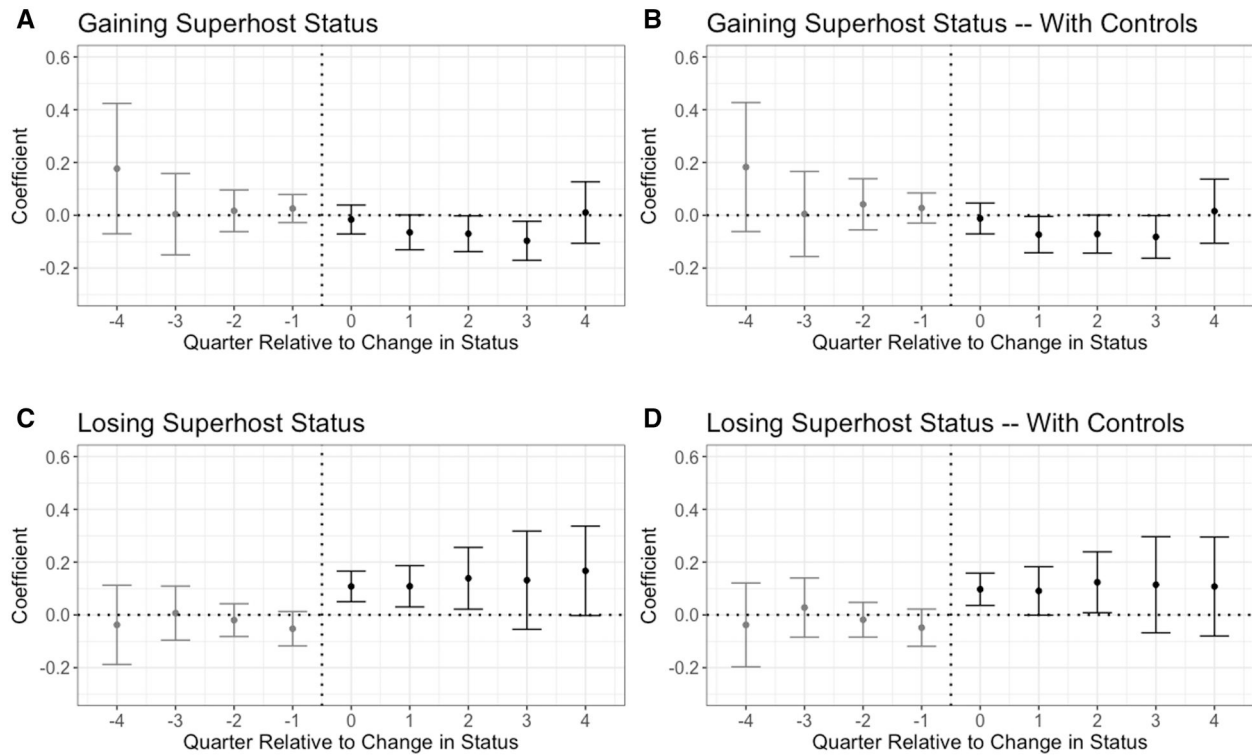 A Gaining Superhost Status
0.6
0.4
0.2
0.0
-0.2
Coefficient
-4 -3 -2 -1 0 1 2 3 4
Quarter Relative to Change in Status
B Gaining Superhost Status -- With Controls
0.6
0.4
0.2
0.0
-0.2
Coefficient
-4 -3 -2 -1 0 1 2 3 4
Quarter Relative to Change in Status
C Losing Superhost Status
0.6
0.4
0.2
0.0
-0.2
Coefficient
-4 -3 -2 -1 0 1 2 3 4
Quarter Relative to Change in Status
D Losing Superhost Status -- With Controls
0.6
0.4
0.2
0.0
-0.2
Coefficient
-4 -3 -2 -1 0 1 2 3 4
Quarter Relative to Change in Status